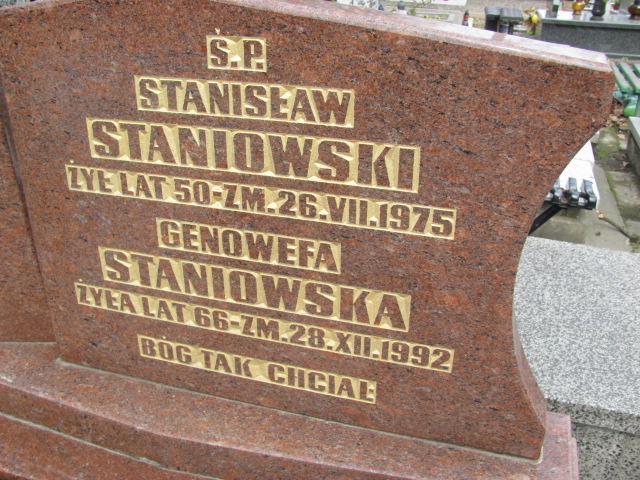 Ś.P.
STANISŁAW
STANIOWSKI
ŻYŁ LAT 50-ZM.26.VII.1975
GENOWEFA
STANIOWSKA
ŻYŁA LAT 66-ZM.28.XII.1992
BÓG TAK CHCIAŁ